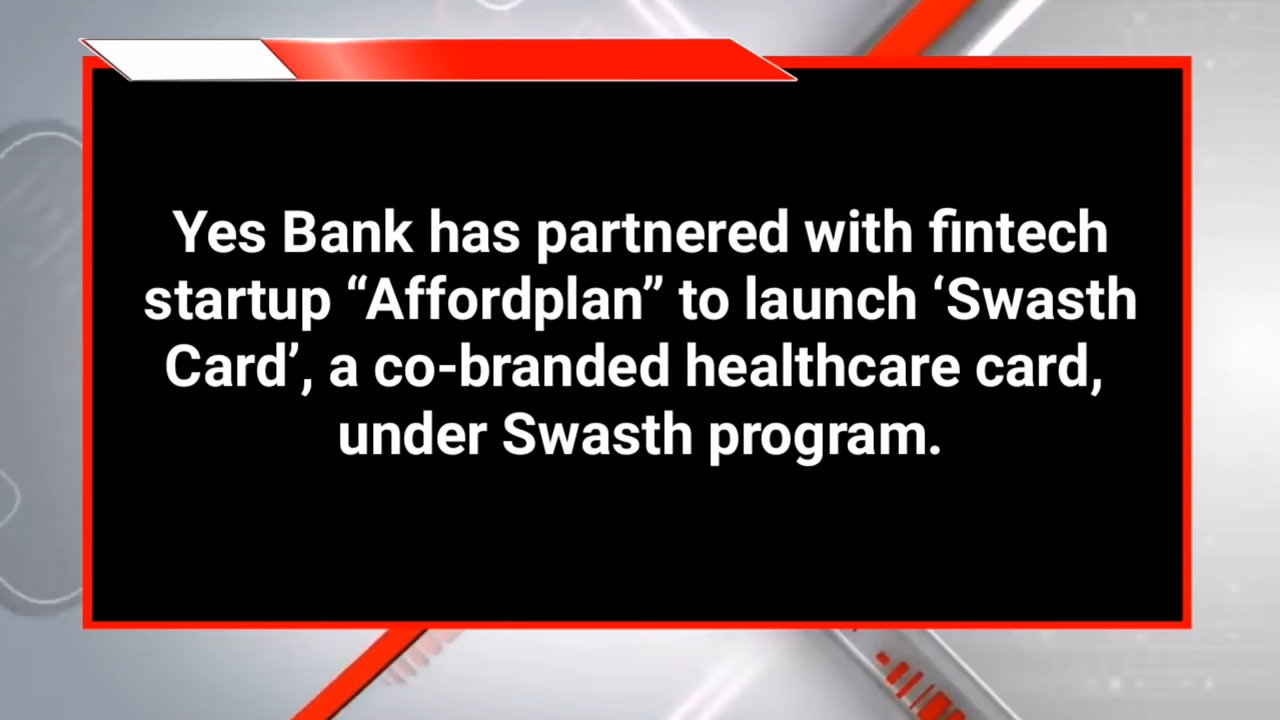 Yes Bank has partnered with fintech
startup “Affordplan” to launch ‘Swasth
Card’, a co-branded healthcare card,
under Swasth program.